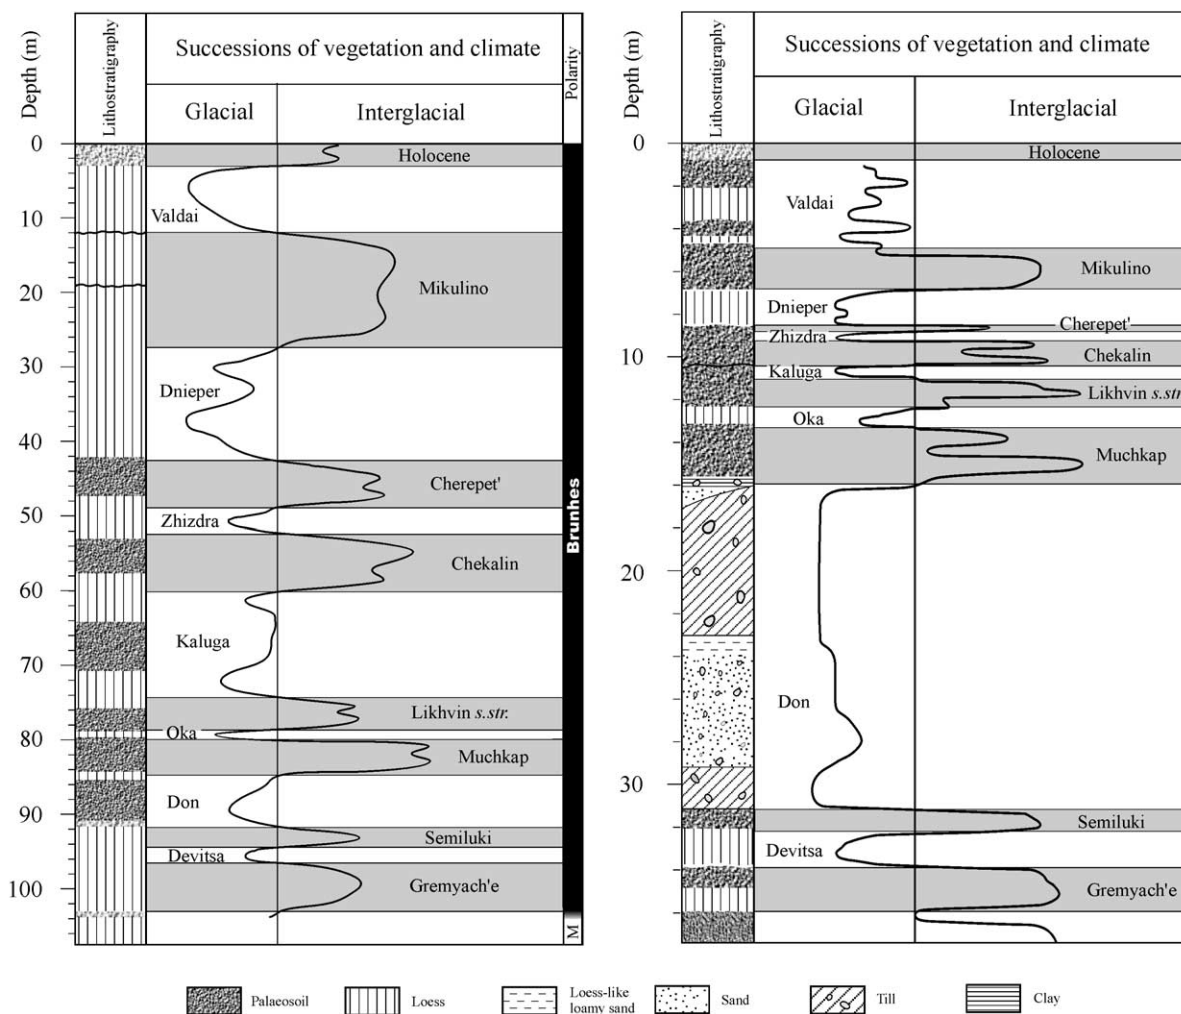 Depth (m)
Lithostratigraphy
Successions of vegetation and climate
Glacial
Interglacial
Polarity
0
10
20
30
40
50
60
70
80
90
100
Holocene
Valdai
Mikulino
Dnieper
Cherepet'
Zhizdra
Chekalin
Kaluga
Likhvin s.str.
Oka
Muchkap
Don
Semiluki
Devitsa
Gremyach'e
Brunhes
M
Depth (m)
Lithostratigraphy
Successions of vegetation and climate
Glacial
Interglacial
0
10
20
30
Holocene
Valdai
Mikulino
Dnieper
Cherepet'
Zhizdra
Chekalin
Kaluga
Likhvin s.str
Oka
Muchkap
Don
Semiluki
Devitsa
Gremyach'e
Palaeosoil
Loess
Loess-like
loamy sand
Sand
Till
Clay